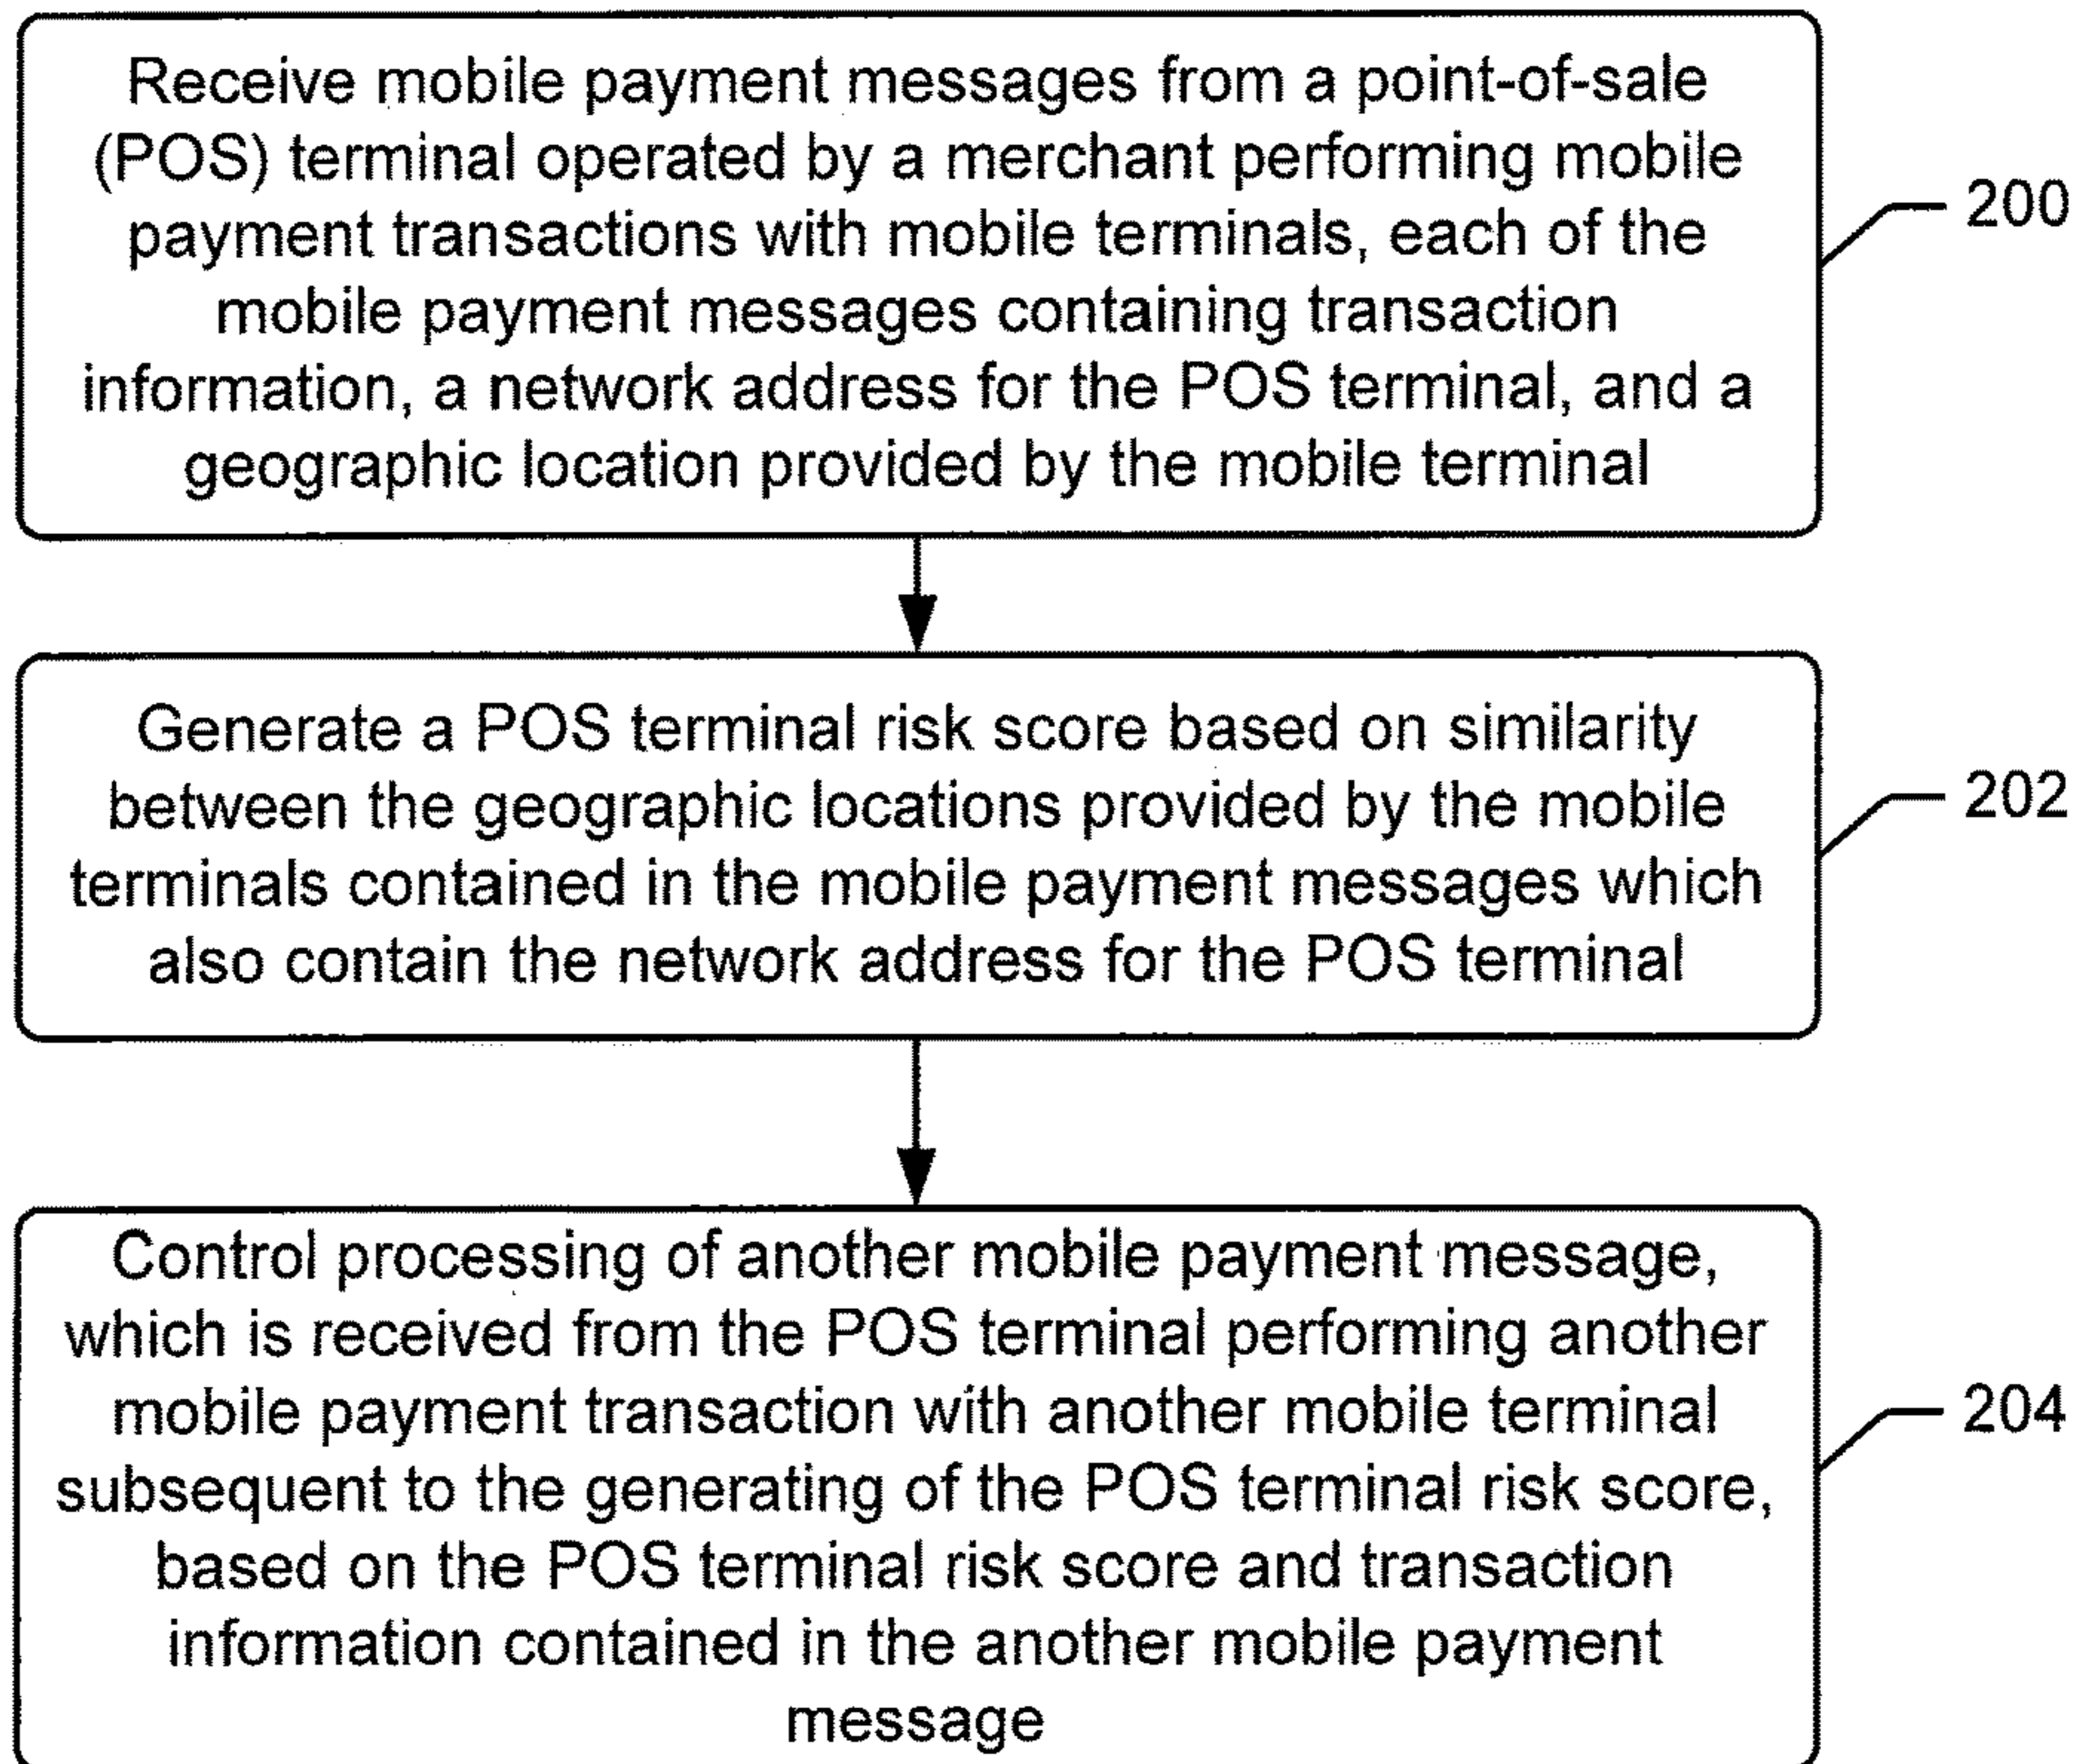 Receive mobile payment messages from a point-of-sale
(POS) terminal operated by a merchant performing mobile
payment transactions with mobile terminals, each of the
mobile payment messages containing transaction
information, a network address for the POS terminal, and a
geographic location provided by the mobile terminal
200
Generate a POS terminal risk score based on similarity
between the geographic locations provided by the mobile
terminals contained in the mobile payment messages which
also contain the network address for the POS terminal
202
Control processing of another mobile payment message,
which is received from the POS terminal performing another
mobile payment transaction with another mobile terminal
subsequent to the generating of the POS terminal risk score,
based on the POS terminal risk score and transaction
information contained in the another mobile payment
message
204